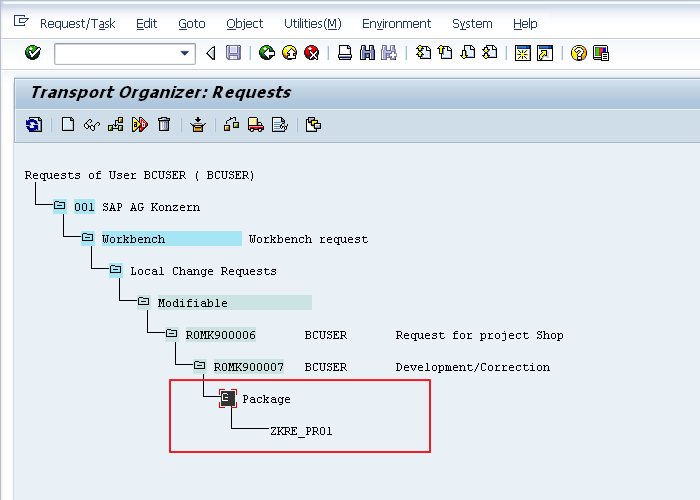 Request/Task Edit Goto Object Utilities(M) Environment System Help
Transport Organizer: Requests
Requests of User BCUSER ( BCUSER)
001 SAP AG Konzern
Workbench Workbench request
Local Change Requests
Modifiable
ROMK900006 BCUSER Request for project Shop
ROMK900007 BCUSER Development/Correction
Package
ZKRE_PR01